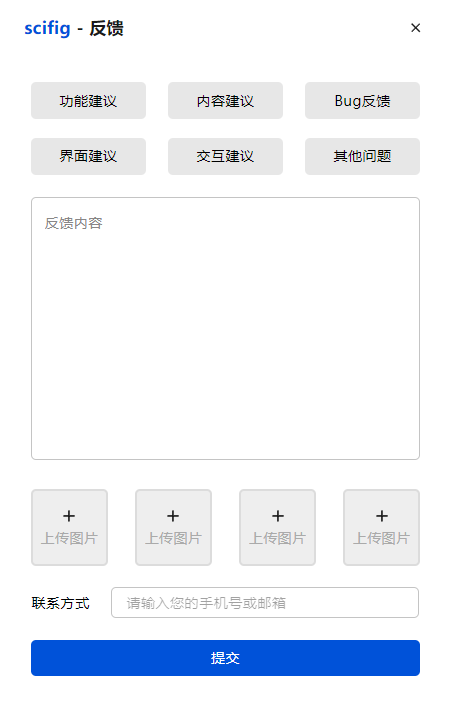 scifig - 反馈
功能建议 内容建议 Bug反馈
界面建议 交互建议 其他问题
反馈内容
上传图片 上传图片 上传图片 上传图片
联系方式 请输入您的手机号或邮箱
提交